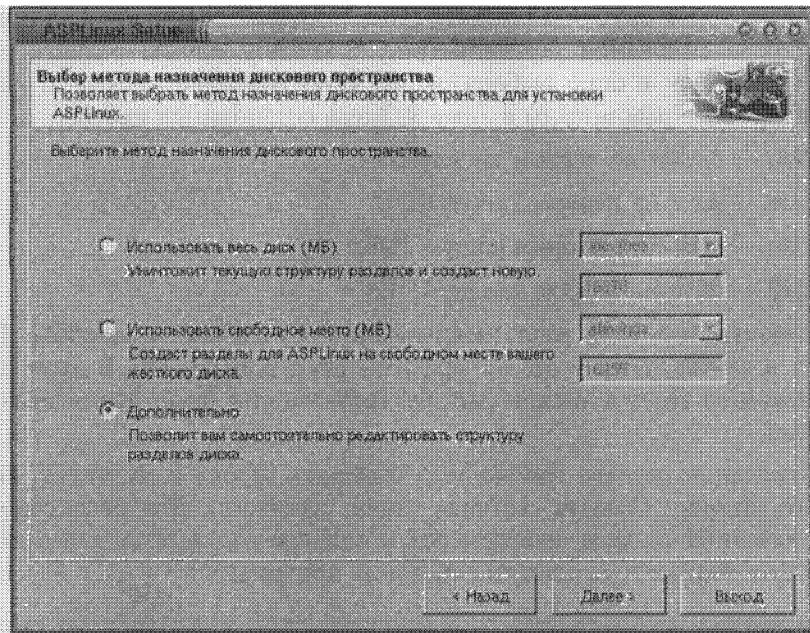 ASPLinux Setup
Выбор метода назначения дискового пространства
Позволяет выбрать метод назначения дискового пространства для установки
ASPLinux.
Выберите метод назначения дискового пространства.
Использовать весь диск (МБ)
Уничтожит текущую структуру разделов и создаст новую.
Использовать свободное место (МБ)
Создаст разделы для ASPLinux на свободном месте вашего
жесткого диска.
Дополнительно
Позволит вам самостоятельно редактировать структуру
разделов диска.
< Назад
Далее >
Выход